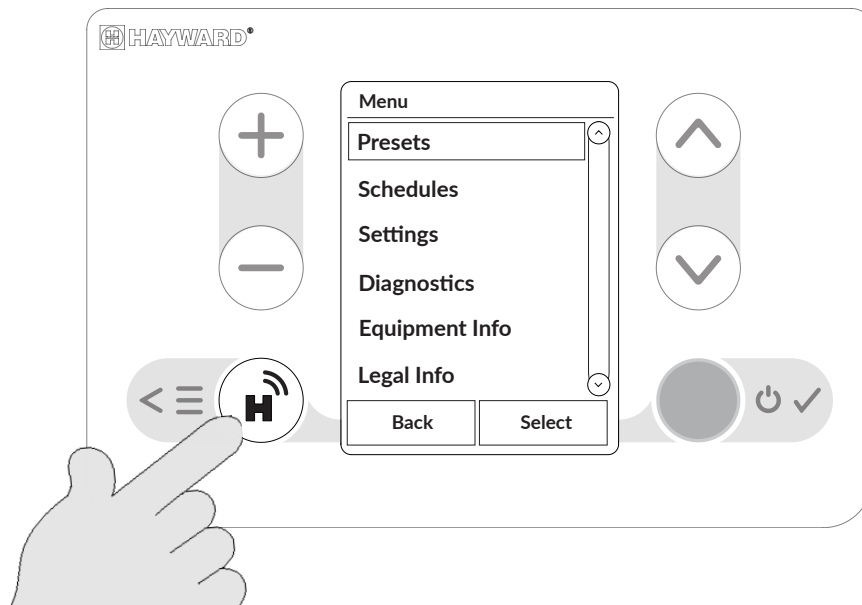 HAYWARD®
Menu
Presets
Schedules
Settings
Diagnostics
Equipment Info
Legal Info
Back Select
H